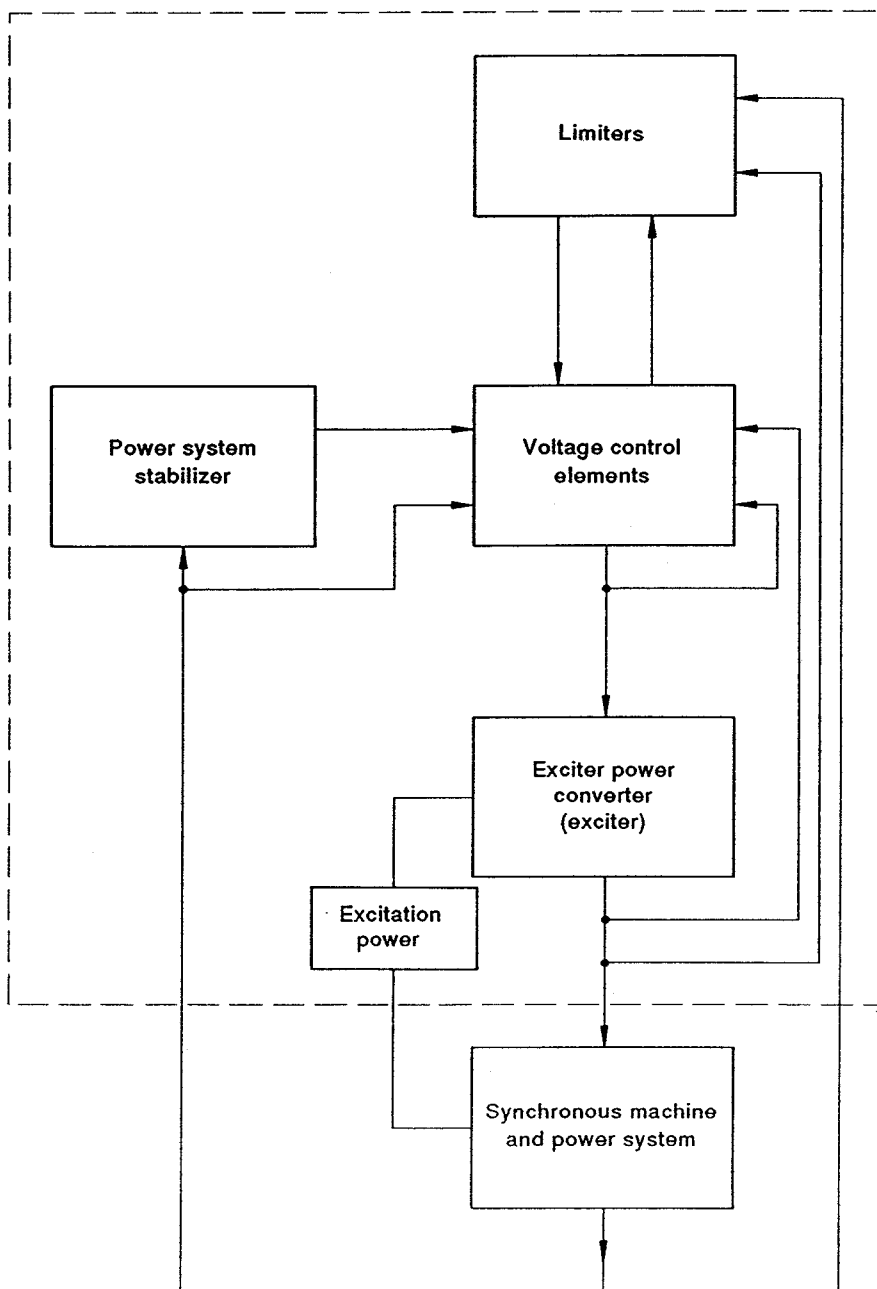 Limiters
Power system
stabilizer
Voltage control
elements
Exciter power
converter
(exciter)
Excitation
power
Synchronous machine
and power system